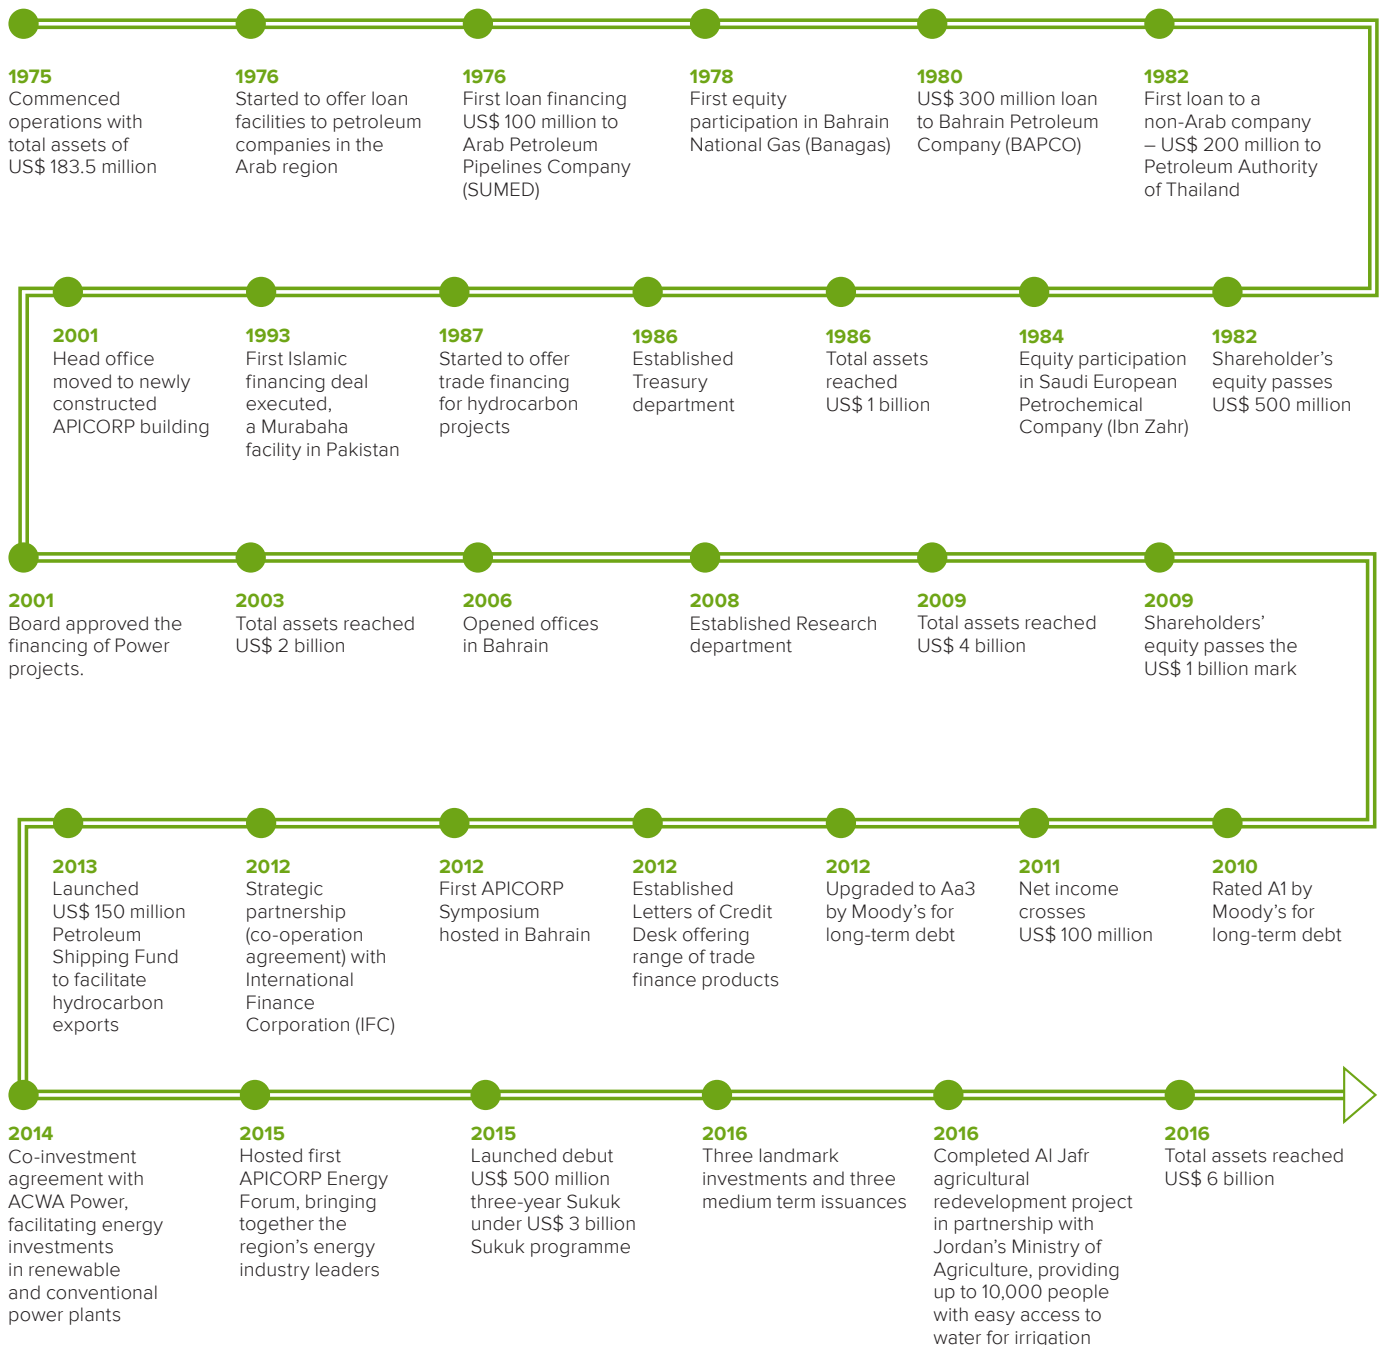 1975
Commenced
operations with
total assets of
US$ 183.5 million
1976
Started to offer loan
facilities to petroleum
companies in the
Arab region
1976
First loan financing
US$ 100 million to
Arab Petroleum
Pipelines Company
(SUMED)
1978
First equity
participation in Bahrain
National Gas (Banagas)
1980
US$ 300 million loan
to Bahrain Petroleum
Company (BAPCO)
1982
First loan to a
non-Arab company
– US$ 200 million to
Petroleum Authority
of Thailand
2001
Head office
moved to newly
constructed
APICORP building
1993
First Islamic
financing deal
executed,
a Murabaha
facility in Pakistan
1987
Started to offer
trade financing
for hydrocarbon
projects
1986
Established
Treasury
department
1986
Total assets
reached
US$ 1 billion
1984
Equity participation
in Saudi European
Petrochemical
Company (Ibn Zahr)
1982
Shareholder’s
equity passes
US$ 500 million
2001
Board approved the
financing of Power
projects.
2003
Total assets reached
US$ 2 billion
2006
Opened offices
in Bahrain
2008
Established Research
department
2009
Total assets reached
US$ 4 billion
2009
Shareholders’
equity passes the
US$ 1 billion mark
2013
Launched
US$ 150 million
Petroleum
Shipping Fund
to facilitate
hydrocarbon
exports
2012
Strategic
partnership
(co-operation
agreement) with
International
Finance
Corporation (IFC)
2012
First APICORP
Symposium
hosted in Bahrain
2012
Established
Letters of Credit
Desk offering
range of trade
finance products
2012
Upgraded to Aa3
by Moody’s for
long-term debt
2011
Net income
crosses
US$ 100 million
2010
Rated A1 by
Moody’s for
long-term debt
2014
Co-investment
agreement with
ACWA Power,
facilitating energy
investments
in renewable
and conventional
power plants
2015
Hosted first
APICORP Energy
Forum, bringing
together the
region’s energy
industry leaders
2015
Launched debut
US$ 500 million
three-year Sukuk
under US$ 3 billion
Sukuk programme
2016
Three landmark
investments and three
medium term issuances
2016
Completed Al Jafr
agricultural
redevelopment project
in partnership with
Jordan’s Ministry of
Agriculture, providing
up to 10,000 people
with easy access to
water for irrigation
2016
Total assets reached
US$ 6 billion